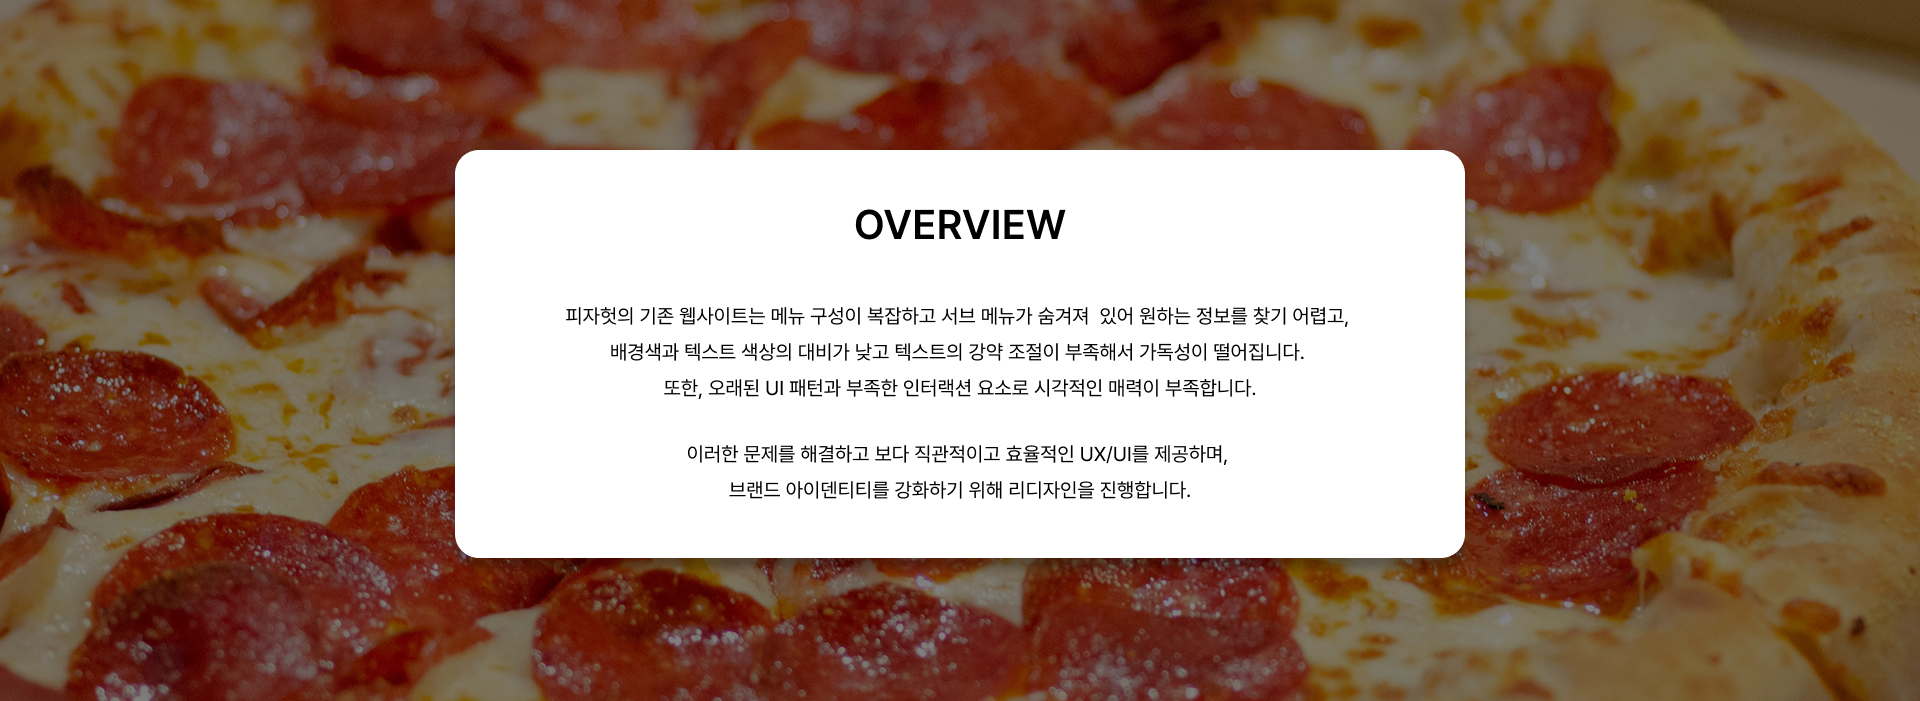 OVERVIEW
피자헛의 기존 웹사이트는 메뉴 구성이 복잡하고 서브 메뉴가 숨겨져  있어 원하는 정보를 찾기 어렵고,
배경색과 텍스트 색상의 대비가 낮고 텍스트의 강약 조절이 부족해서 가독성이 떨어집니다.
또한, 오래된 UI 패턴과 부족한 인터랙션 요소로 시각적인 매력이 부족합니다.
이러한 문제를 해결하고 보다 직관적이고 효율적인 UX/UI를 제공하며,
브랜드 아이덴티티를 강화하기 위해 리디자인을 진행합니다.